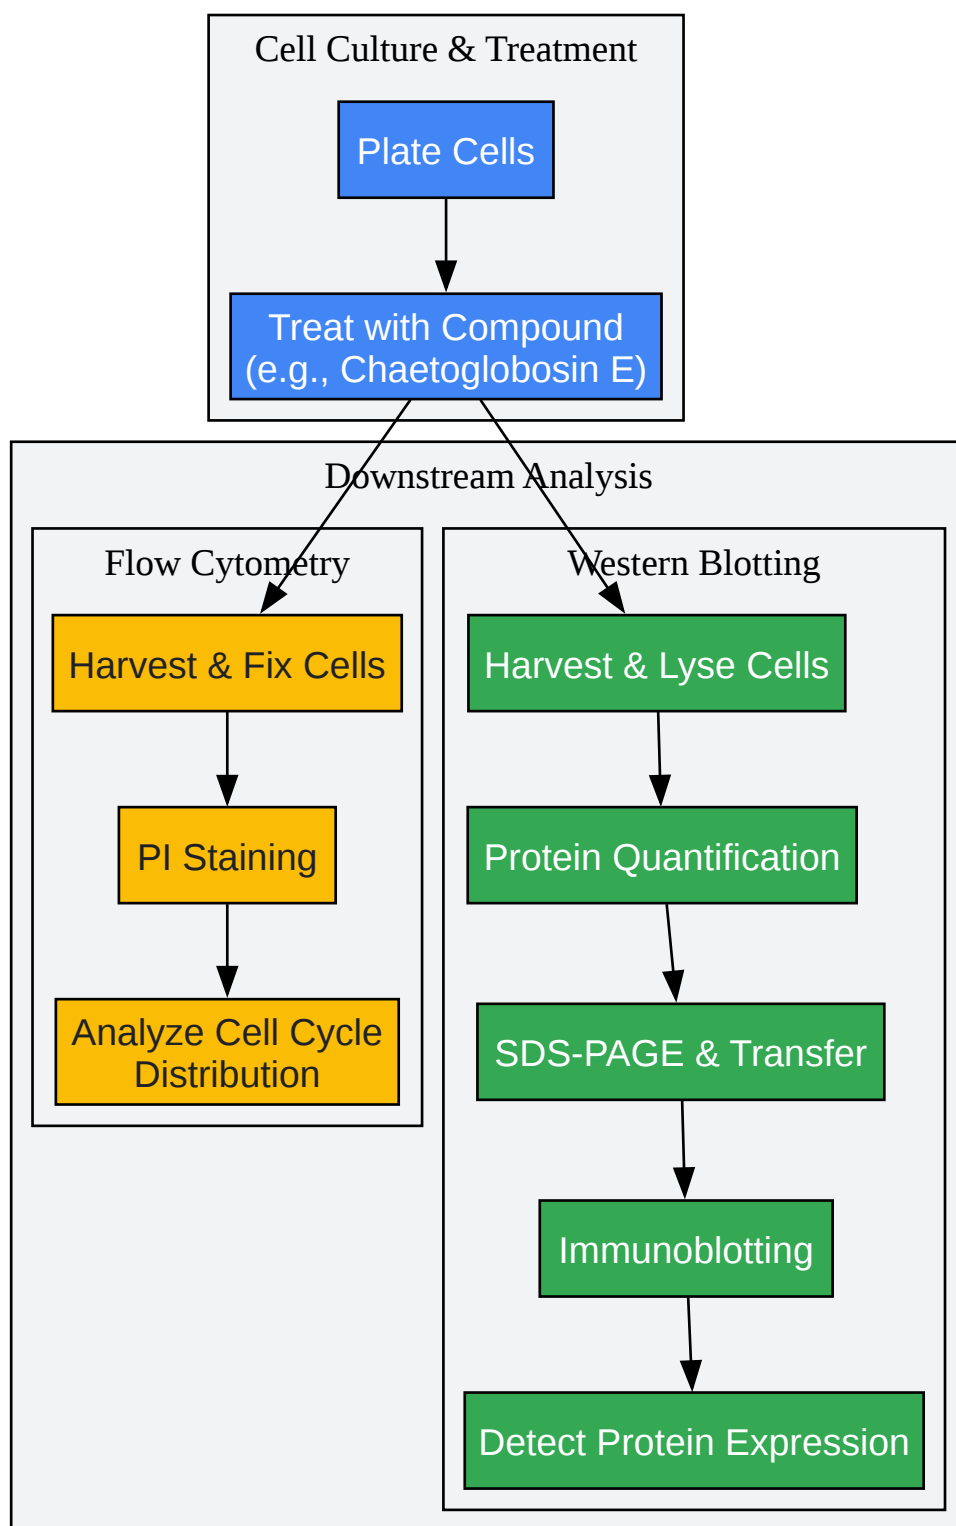 Cell Culture & Treatment
Plate Cells
Treat with Compound
(e.g., Chaetoglobosin E)
Downstream Analysis
Flow Cytometry
Harvest & Fix Cells
PI Staining
Analyze Cell Cycle
Distribution
Western Blotting
Harvest & Lyse Cells
Protein Quantification
SDS-PAGE & Transfer
Immunoblotting
Detect Protein Expression